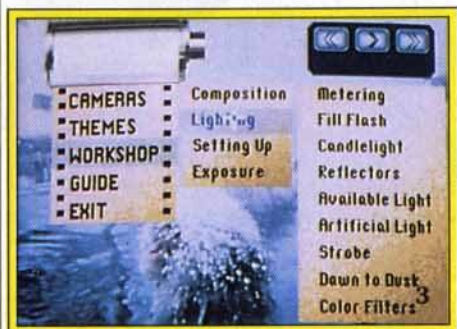 CAMERAS
THEMES
WORKSHOP
GUIDE
EXIT
Composition
Lighting
Setting Up
Exposure
Metering
Fill Flash
Candlelight
Reflectors
Available Light
Artificial Light
Strobe
Dawn to Dusk
Color Filters
3